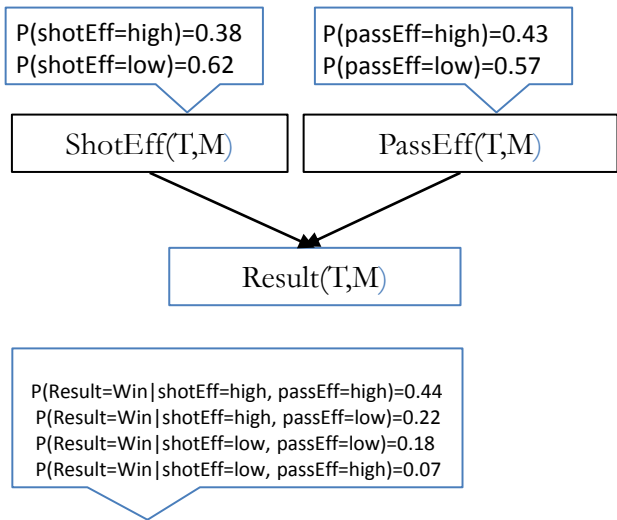 P(shotEff=high)=0.38
P(shotEff=low)=0.62
P(passEff=high)=0.43
P(passEff=low)=0.57
ShotEff(T,M)
PassEff(T,M)
Result(T,M)
P(Result=Win|shotEff=high, passEff=high)=0.44
P(Result=Win|shotEff=high, passEff=low)=0.22
P(Result=Win|shotEff=low, passEff=low)=0.18
P(Result=Win|shotEff=low, passEff=high)=0.07